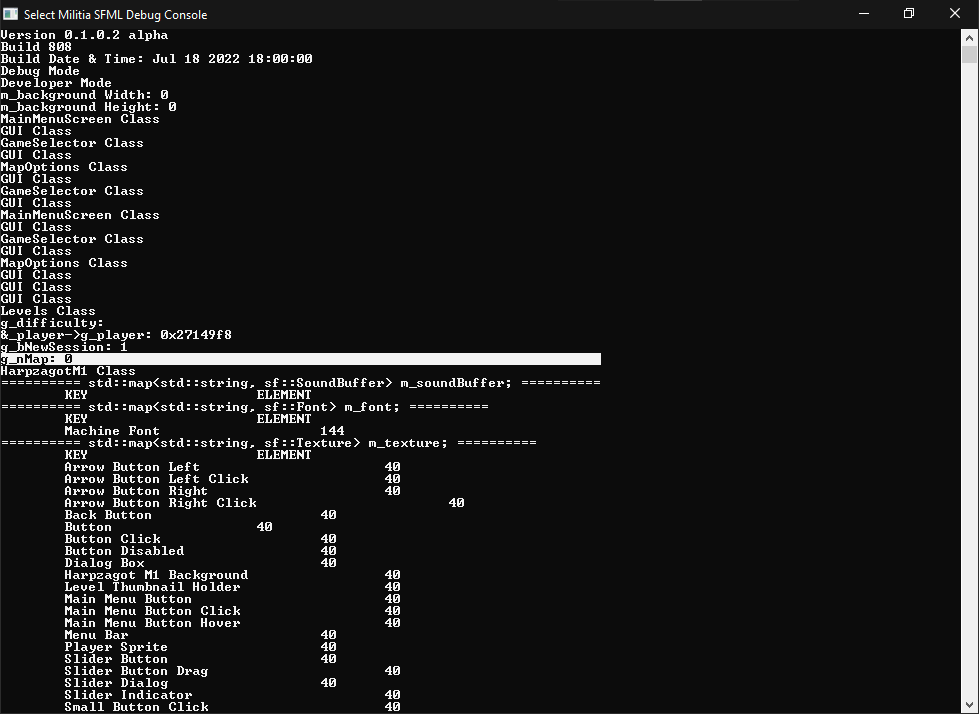 Select Militia SFML Debug Console
Version 0.1.0.2 alpha
Build 808
Build Date & Time: Jul 18 2022 18:00:00
Debug Mode
Developer Mode
m_background Width: 0
m_background Height: 0
MainMenuScreen Class
GUI Class
GameSelector Class
GUI Class
MapOptions Class
GUI Class
GameSelector Class
GUI Class
MainMenuScreen Class
GUI Class
GameSelector Class
GUI Class
MapOptions Class
GUI Class
GUI Class
GUI Class
Levels Class
g_difficulty:
&_player->g_player: 0x27149f8
g_bNewSession: 1
g_nMap: 0
HarpzagotM1 Class
========== std::map<std::string, sf::SoundBuffer> m_soundBuffer; ==========
KEY ELEMENT
========== std::map<std::string, sf::Font> m_font; ==========
KEY ELEMENT
Machine Font 144
========== std::map<std::string, sf::Texture> m_texture; ==========
KEY ELEMENT
Arrow Button Left 40
Arrow Button Left Click 40
Arrow Button Right 40
Arrow Button Right Click 40
Back Button 40
Button 40
Button Click 40
Button Disabled 40
Dialog Box 40
Harpzagot M1 Background 40
Level Thumbnail Holder 40
Main Menu Button 40
Main Menu Button Click 40
Main Menu Button Hover 40
Menu Bar 40
Player Sprite 40
Slider Button 40
Slider Button Drag 40
Slider Dialog 40
Slider Indicator 40
Small Button Click 40